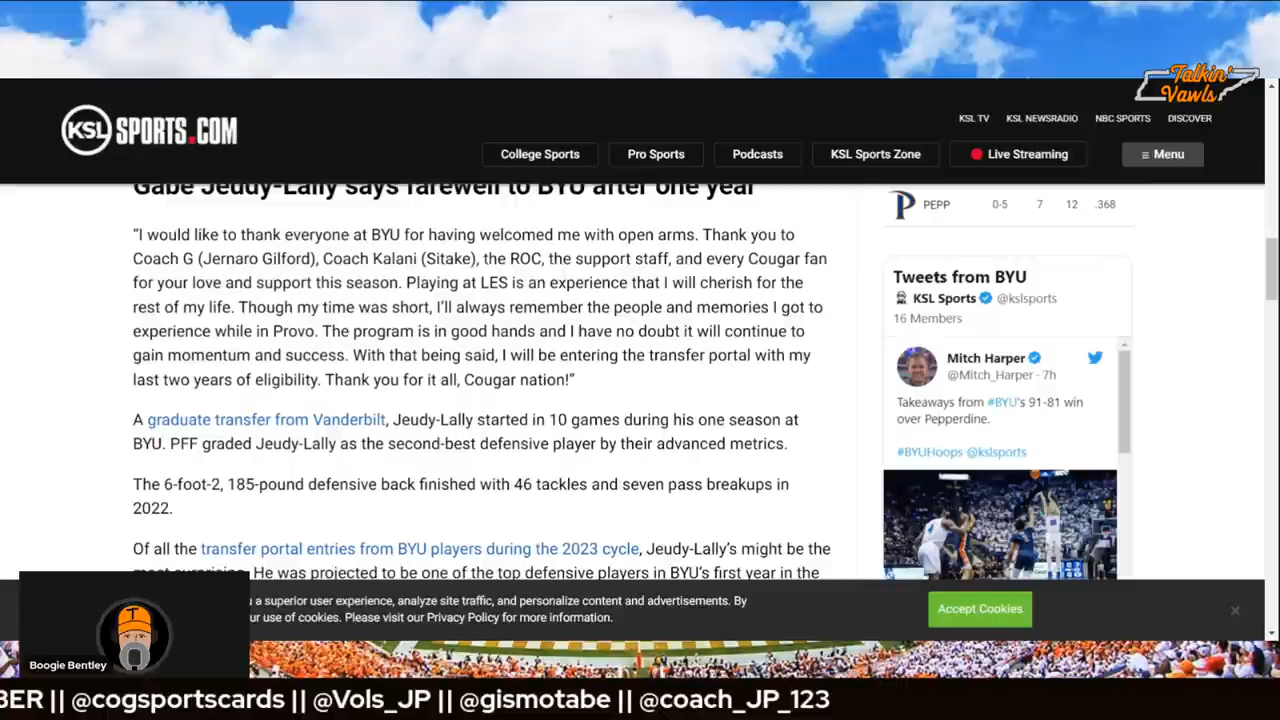 Talkin'
Vawls
KSL SPORTS.COM
KSL TV KSL NEWSRADIO NBC SPORTS DISCOVER
College Sports Pro Sports Podcasts KSL Sports Zone Live Streaming ≡ Menu
Gabe Jeudy-Lally says farewell to BYU after one year
“I would like to thank everyone at BYU for having welcomed me with open arms. Thank you to
Coach G (Jernaro Gilford), Coach Kalani (Sitake), the ROC, the support staff, and every Cougar fan
for your love and support this season. Playing at LES is an experience that I will cherish for the
rest of my life. Though my time was short, I’ll always remember the people and memories I got to
experience while in Provo. The program is in good hands and I have no doubt it will continue to
gain momentum and success. With that being said, I will be entering the transfer portal with my
last two years of eligibility. Thank you for it all, Cougar nation!”
A graduate transfer from Vanderbilt, Jeudy-Lally started in 10 games during his one season at
BYU. PFF graded Jeudy-Lally as the second-best defensive player by their advanced metrics.
The 6-foot-2, 185-pound defensive back finished with 46 tackles and seven pass breakups in
2022.
Of all the transfer portal entries from BYU players during the 2023 cycle, Jeudy-Lally’s might be the
most surprising. He was projected to be one of the top defensive players in BYU’s first year in the
P PEPP 0-5 7 12 .368
Tweets from BYU
KSL Sports @kslsports
16 Members
Mitch Harper
@Mitch_Harper · 7h
Takeaways from #BYU's 91-81 win
over Pepperdine.
#BYUHoops @kslsports
a superior user experience, analyze site traffic, and personalize content and advertisements. By
ur use of cookies. Please visit our Privacy Policy for more information.
Accept Cookies
T
Boogie Bentley
BER || @cogsportscards || @Vols_JP || @gismotabe || @coach_JP_123